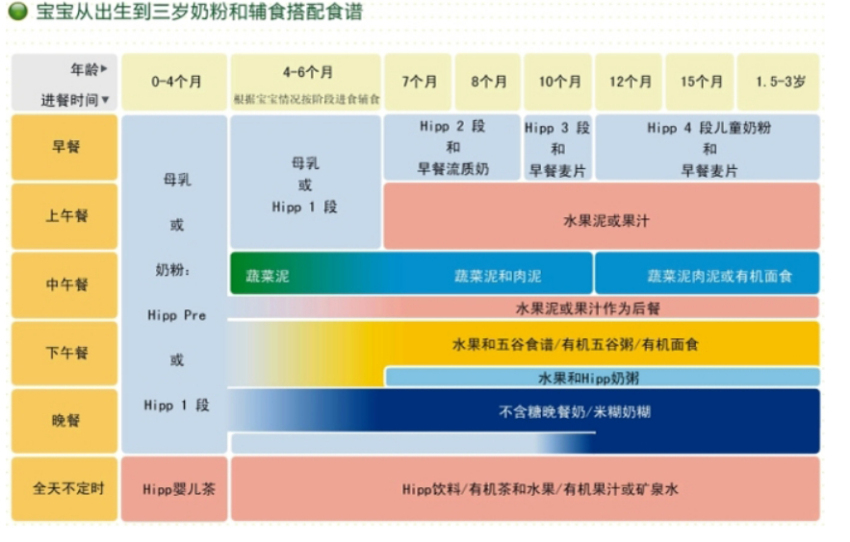 宝宝从出生到三岁奶粉和辅食搭配食谱
年龄▶
进餐时间▼
0-4个月
4-6个月
根据宝宝情况按阶段进食辅食
7个月
8个月
10个月
12个月
15个月
1.5-3岁
早餐
上午餐
中午餐
下午餐
晚餐
全天不定时
母乳
或
奶粉:
Hipp Pre
或
Hipp 1 段
母乳
或
Hipp 1 段
Hipp 2 段
和
早餐流质奶
Hipp 3 段
和
早餐麦片
Hipp 4 段儿童奶粉
和
早餐麦片
水果泥或果汁
蔬菜泥
蔬菜泥和肉泥
蔬菜泥肉泥或有机面食
水果泥或果汁作为后餐
水果和五谷食谱/有机五谷粥/有机面食
水果和Hipp奶粥
不含糖晚餐奶/米糊奶糊
Hipp婴儿茶
Hipp饮料/有机茶和水果/有机果汁或矿泉水